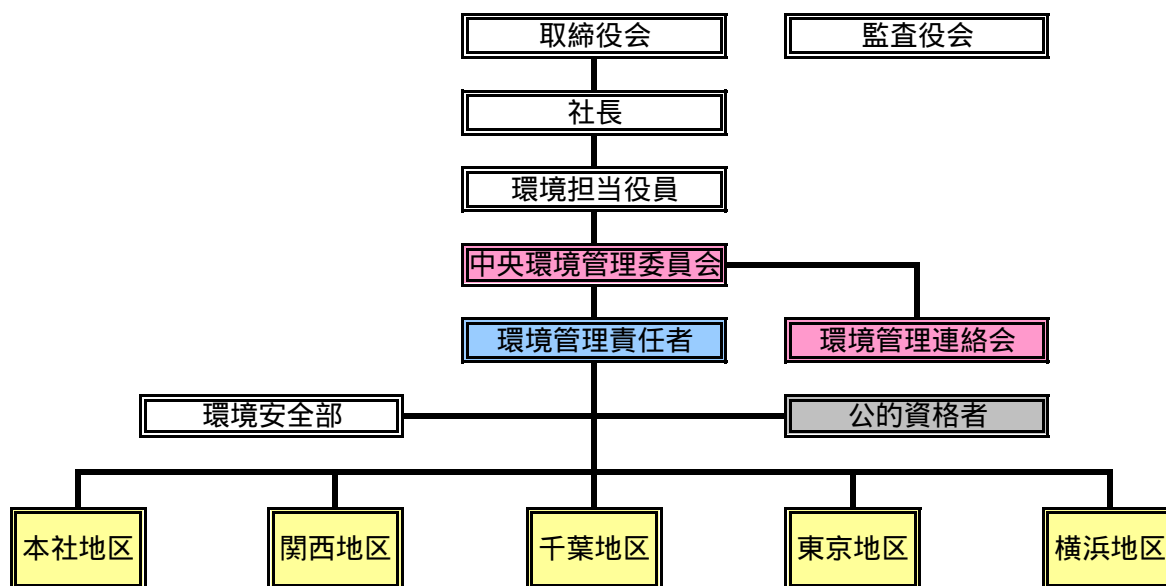 取締役会
監査役会
社長
環境担当役員
中央環境管理委員会
環境管理責任者
環境管理連絡会
環境安全部
公的資格者
本社地区
関西地区
千葉地区
東京地区
横浜地区